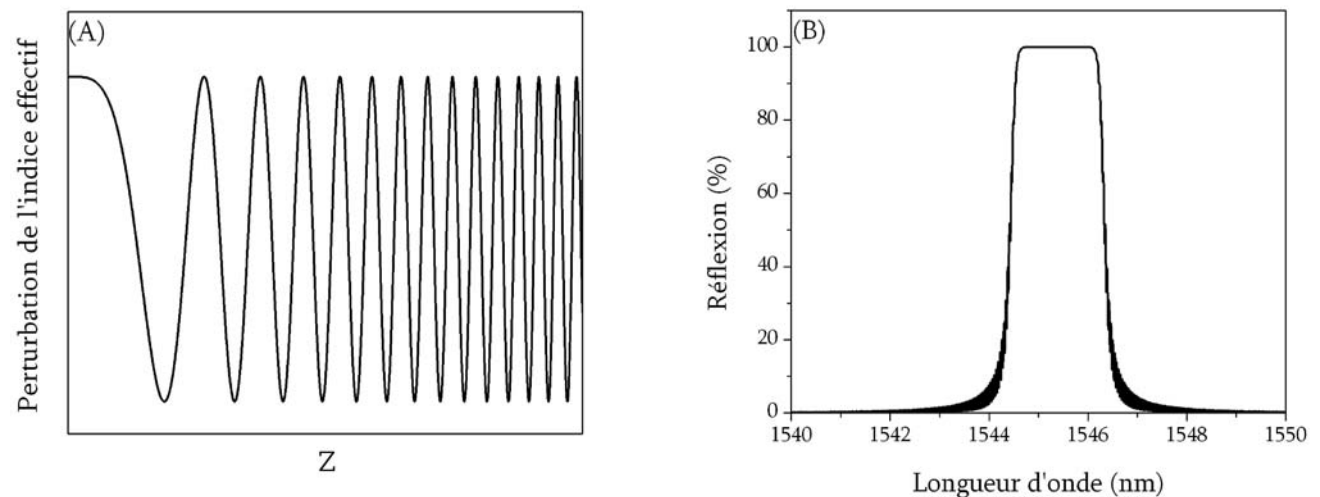 (A)
Perturbation de l'indice effectif
Z
(B)
Réflexion (%)
100
80
60
40
20
0
1540 1542 1544 1546 1548 1550
Longueur d'onde (nm)